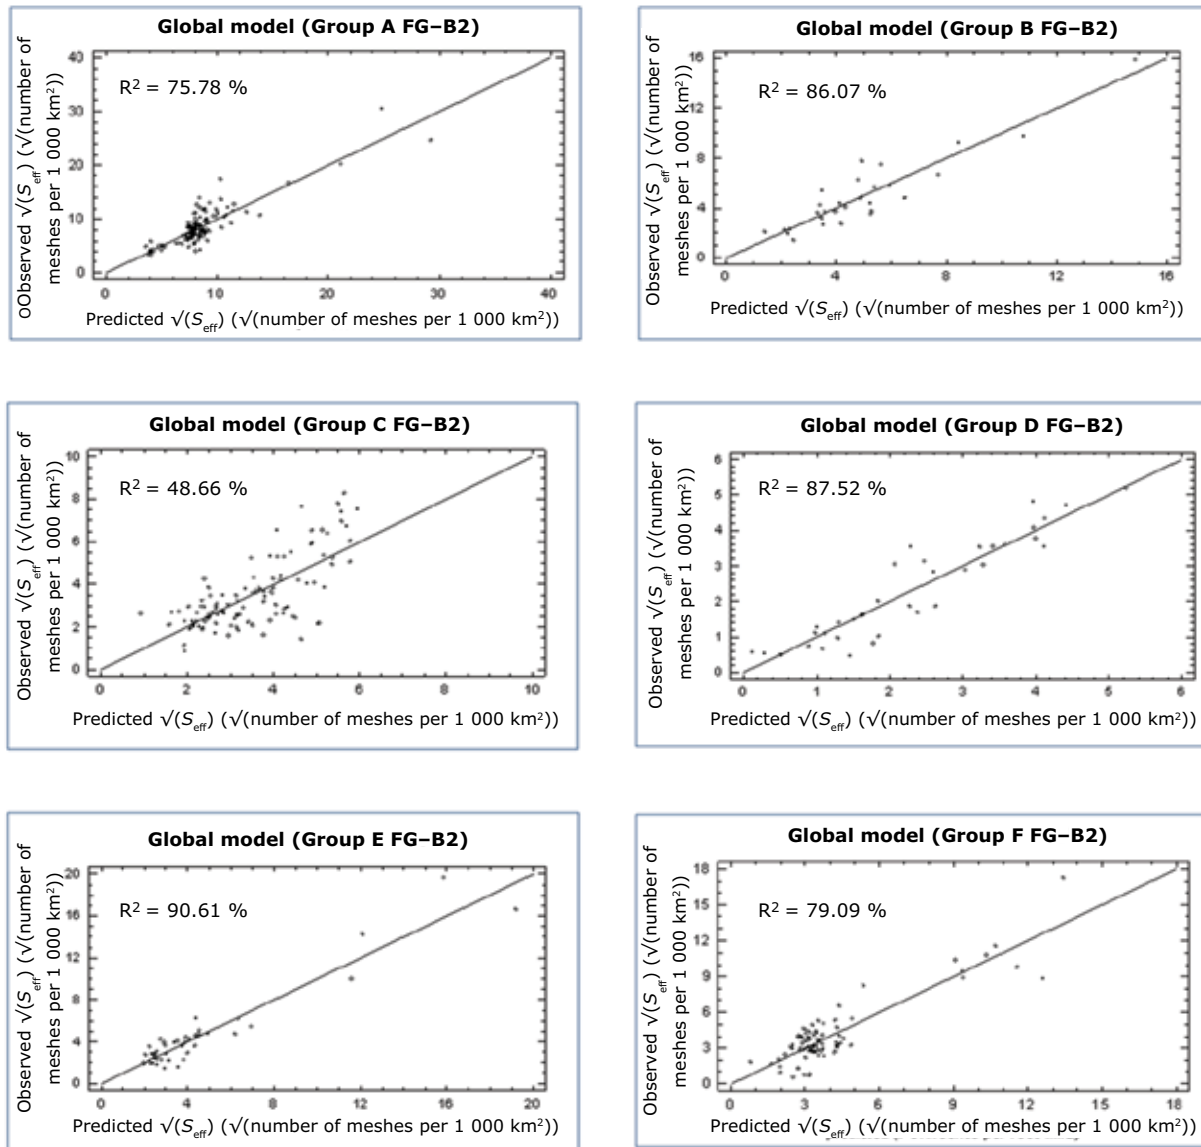 Global model (Group A FG–B2)
OObserved √(S_eff) (√(number of
meshes per 1 000 km²))
R² = 75.78 %
40
30
20
10
0
0 10 20 30 40
Predicted √(S_eff) (√(number of meshes per 1 000 km²))
Global model (Group B FG–B2)
Observed √(S_eff) (√(number of
meshes per 1 000 km²))
R² = 86.07 %
16
12
8
4
0
0 4 8 12 16
Predicted √(S_eff) (√(number of meshes per 1 000 km²))
Global model (Group C FG–B2)
Observed √(S_eff) (√(number of
meshes per 1 000 km²))
R² = 48.66 %
10
8
6
4
2
0
0 2 4 6 8 10
Predicted √(S_eff) (√(number of meshes per 1 000 km²))
Global model (Group D FG–B2)
Observed √(S_eff) (√(number of
meshes per 1 000 km²))
R² = 87.52 %
6
5
4
3
2
1
0
0 1 2 3 4 5 6
Predicted √(S_eff) (√(number of meshes per 1 000 km²))
Global model (Group E FG–B2)
Observed √(S_eff) (√(number of
meshes per 1 000 km²))
R² = 90.61 %
20
16
12
8
4
0
0 4 8 12 16 20
Predicted √(S_eff) (√(number of meshes per 1 000 km²))
Global model (Group F FG–B2)
Observed √(S_eff) (√(number of
meshes per 1 000 km²))
R² = 79.09 %
18
15
12
9
6
3
0
0 3 6 9 12 15 18
Predicted √(S_eff) (√(number of meshes per 1 000 km²))